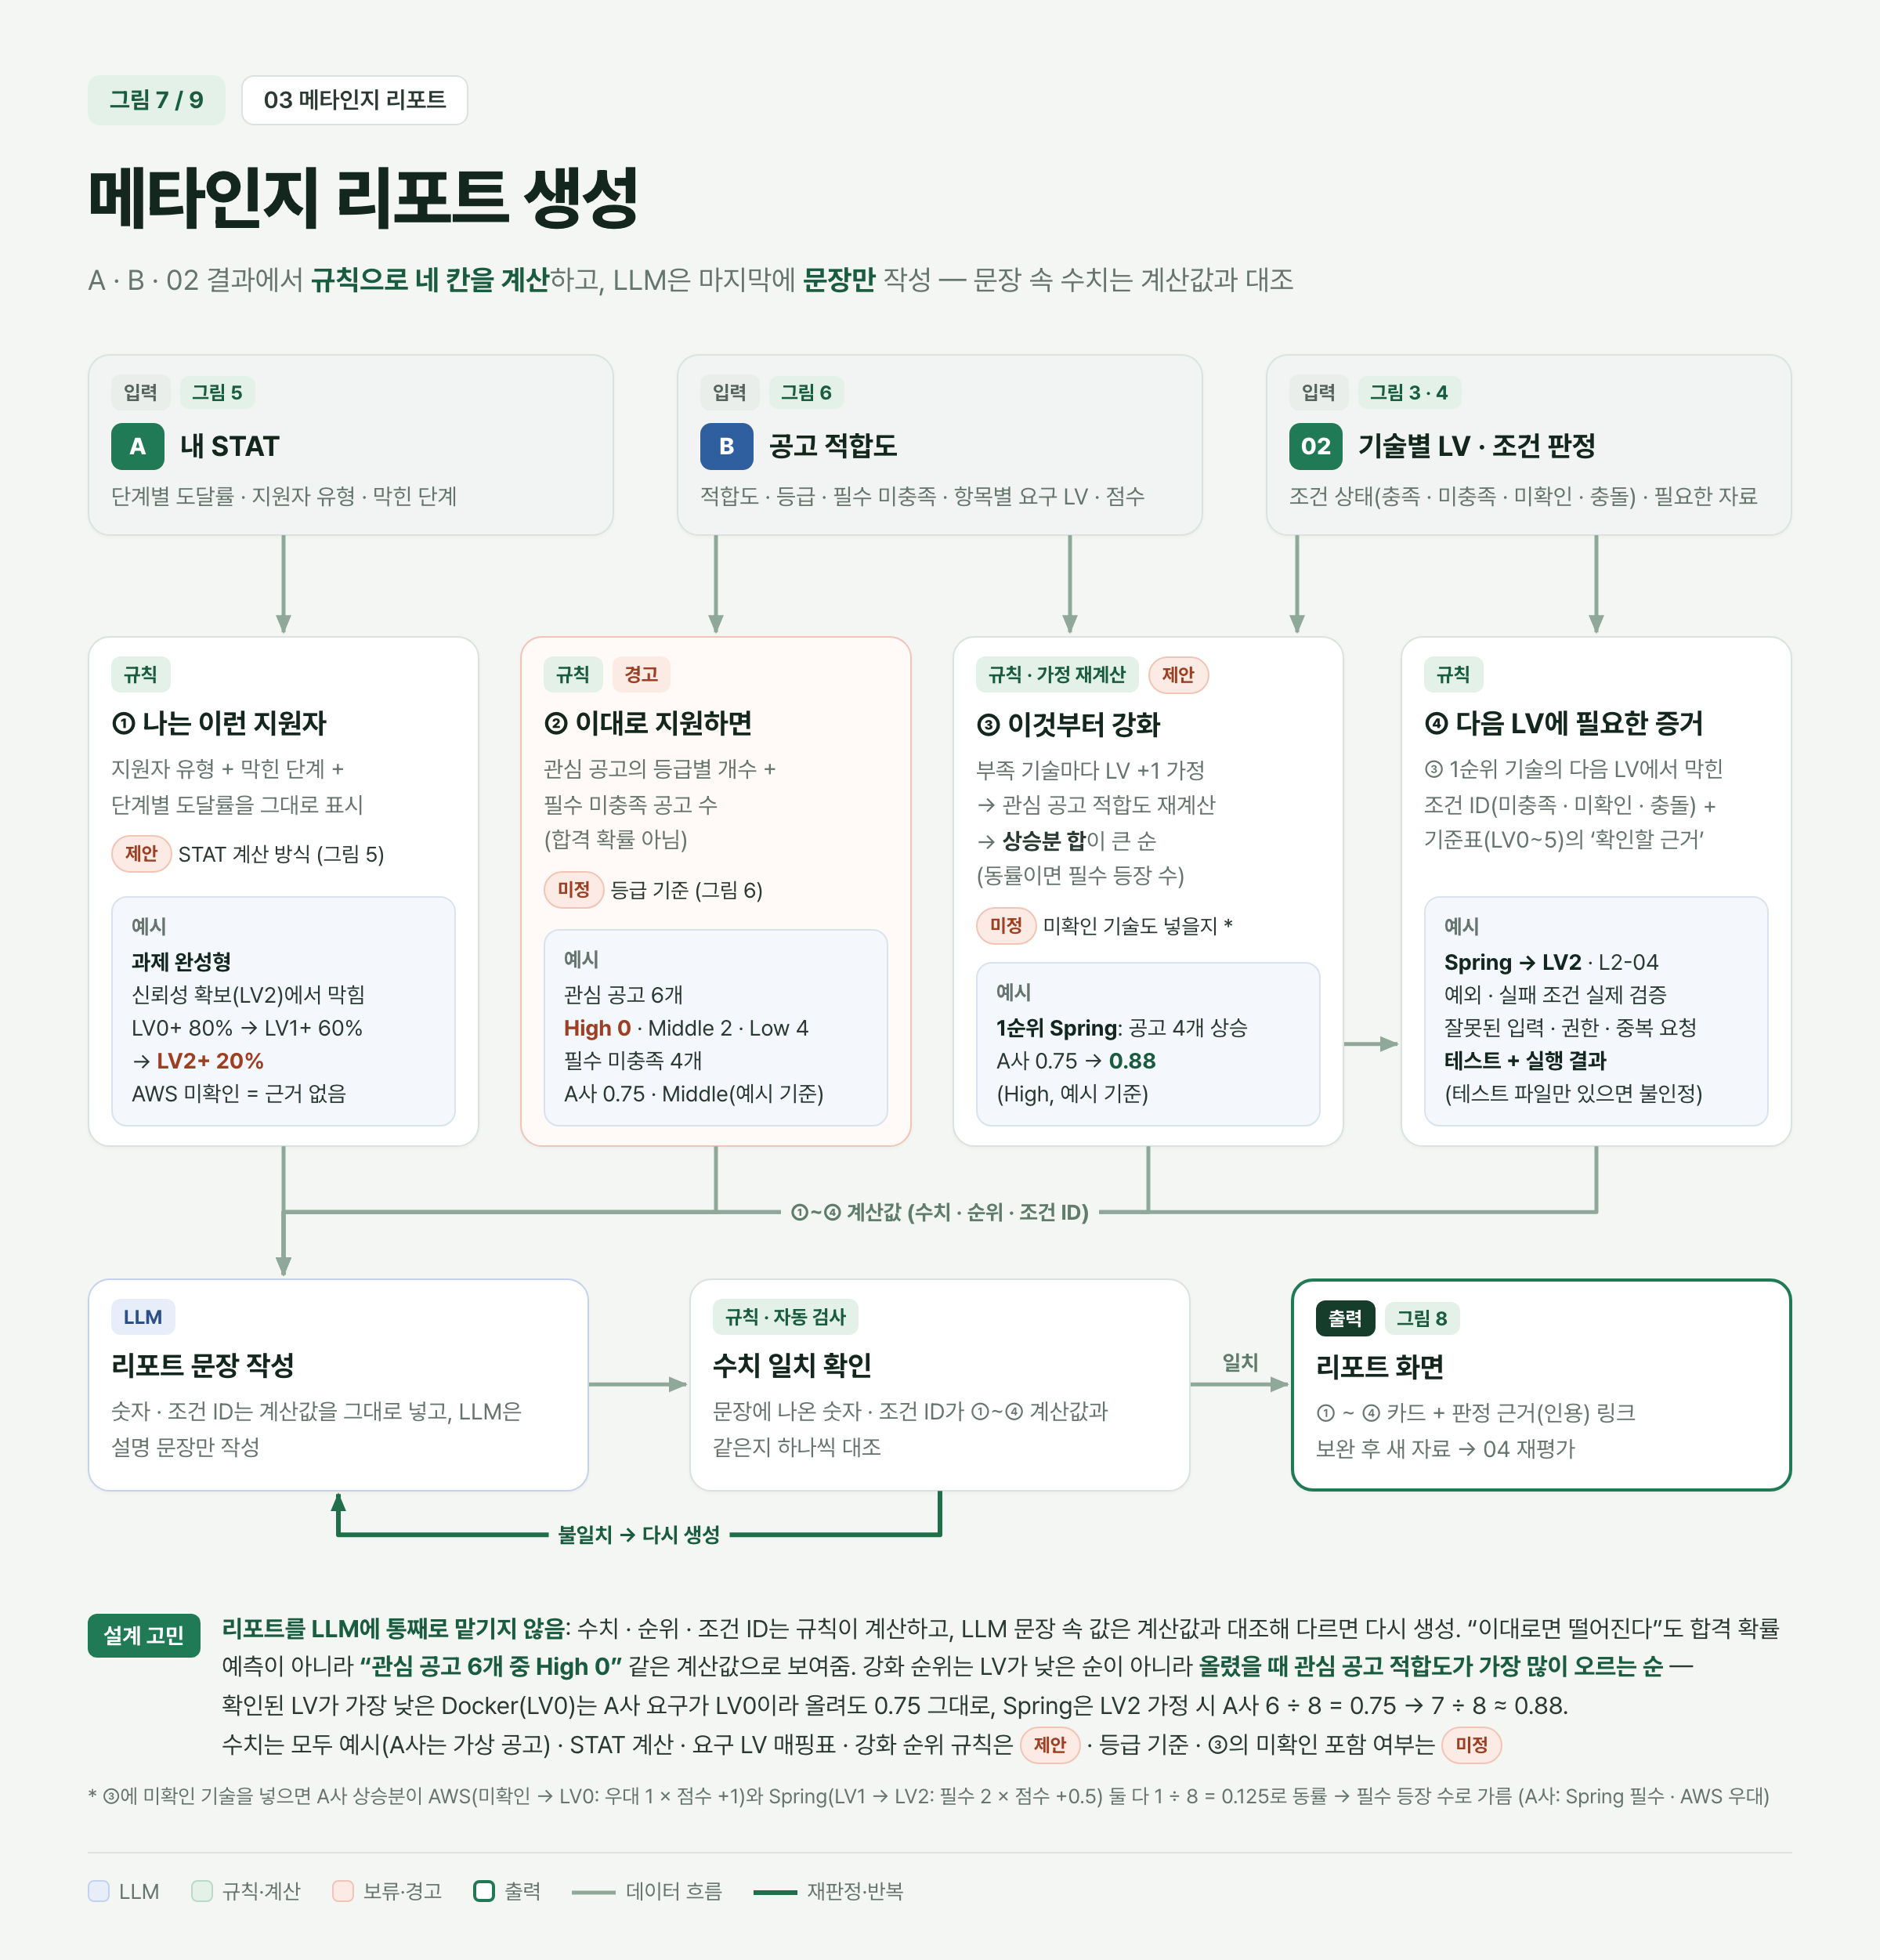 그림 7 / 9
03 메타인지 리포트
메타인지 리포트 생성
A · B · 02 결과에서 규칙으로 네 칸을 계산하고, LLM은 마지막에 문장만 작성 — 문장 속 수치는 계산값과 대조
입력 그림 5
A 내 STAT
단계별 도달률 · 지원자 유형 · 막힌 단계
입력 그림 6
B 공고 적합도
적합도 · 등급 · 필수 미충족 · 항목별 요구 LV · 점수
입력 그림 3 · 4
02 기술별 LV · 조건 판정
조건 상태(충족 · 미충족 · 미확인 · 충돌) · 필요한 자료
규칙
① 나는 이런 지원자
지원자 유형 + 막힌 단계 +
단계별 도달률을 그대로 표시
제안 STAT 계산 방식 (그림 5)
예시
과제 완성형
신뢰성 확보(LV2)에서 막힘
LV0+ 80% → LV1+ 60%
→ LV2+ 20%
AWS 미확인 = 근거 없음
규칙 경고
② 이대로 지원하면
관심 공고의 등급별 개수 +
필수 미충족 공고 수
(합격 확률 아님)
미정 등급 기준 (그림 6)
예시
관심 공고 6개
High 0 · Middle 2 · Low 4
필수 미충족 4개
A사 0.75 · Middle(예시 기준)
규칙 · 가정 재계산 제안
③ 이것부터 강화
부족 기술마다 LV +1 가정
→ 관심 공고 적합도 재계산
→ 상승분 합이 큰 순
(동률이면 필수 등장 수)
미정 미확인 기술도 넣을지 *
예시
1순위 Spring: 공고 4개 상승
A사 0.75 → 0.88
(High, 예시 기준)
규칙
④ 다음 LV에 필요한 증거
③ 1순위 기술의 다음 LV에서 막힌
조건 ID(미충족 · 미확인 · 충돌) +
기준표(LV0~5)의 ‘확인할 근거’
예시
Spring → LV2 · L2-04
예외 · 실패 조건 실제 검증
잘못된 입력 · 권한 · 중복 요청
테스트 + 실행 결과
(테스트 파일만 있으면 불인정)
①~④ 계산값 (수치 · 순위 · 조건 ID)
LLM
리포트 문장 작성
숫자 · 조건 ID는 계산값을 그대로 넣고, LLM은
설명 문장만 작성
규칙 · 자동 검사
수치 일치 확인
문장에 나온 숫자 · 조건 ID가 ①~④ 계산값과
같은지 하나씩 대조
일치
출력 그림 8
리포트 화면
① ~ ④ 카드 + 판정 근거(인용) 링크
보완 후 새 자료 → 04 재평가
불일치 → 다시 생성
설계 고민
리포트를 LLM에 통째로 맡기지 않음: 수치 · 순위 · 조건 ID는 규칙이 계산하고, LLM 문장 속 값은 계산값과 대조해 다르면 다시 생성. “이대로면 떨어진다”도 합격 확률
예측이 아니라 “관심 공고 6개 중 High 0” 같은 계산값으로 보여줌. 강화 순위는 LV가 낮은 순이 아니라 올렸을 때 관심 공고 적합도가 가장 많이 오르는 순 —
확인된 LV가 가장 낮은 Docker(LV0)는 A사 요구가 LV0이라 올려도 0.75 그대로, Spring은 LV2 가정 시 A사 6 ÷ 8 = 0.75 → 7 ÷ 8 ≈ 0.88.
수치는 모두 예시(A사는 가상 공고) · STAT 계산 · 요구 LV 매핑표 · 강화 순위 규칙은 제안 · 등급 기준 · ③의 미확인 포함 여부는 미정
* ③에 미확인 기술을 넣으면 A사 상승분이 AWS(미확인 → LV0: 우대 1 × 점수 +1)와 Spring(LV1 → LV2: 필수 2 × 점수 +0.5) 둘 다 1 ÷ 8 = 0.125로 동률 → 필수 등장 수로 가름 (A사: Spring 필수 · AWS 우대)
LLM 규칙·계산 보류·경고 출력 데이터 흐름 재판정·반복